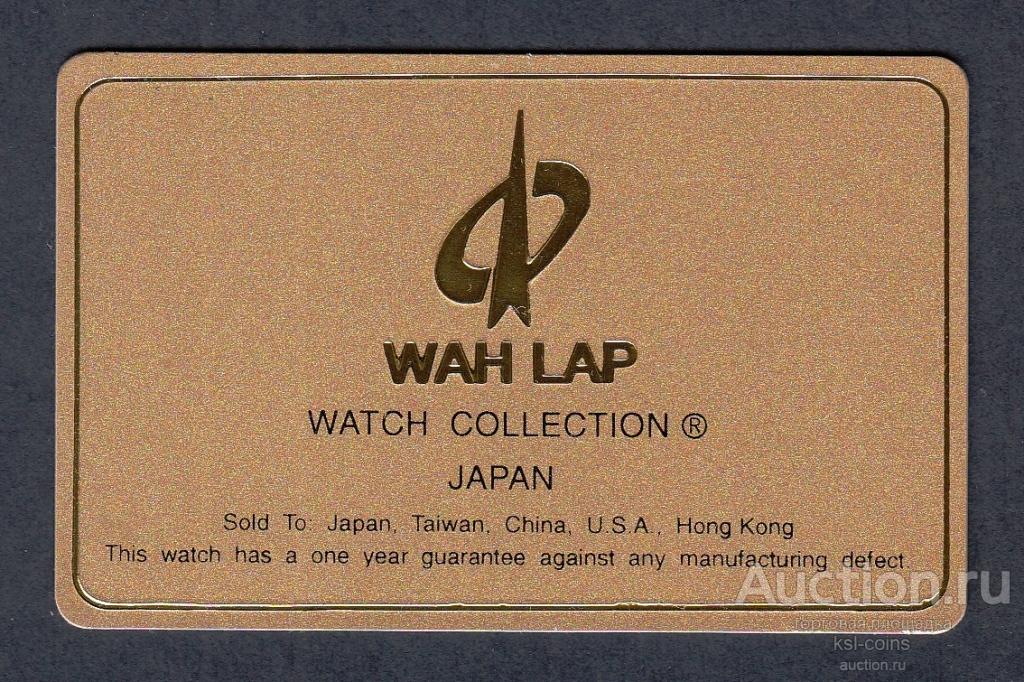 WAH LAP
WATCH COLLECTION ®
JAPAN
Sold To: Japan, Taiwan, China, U.S.A., Hong Kong
This watch has a one year guarantee against any manufacturing defect.
Auction.ru
торговая площадка
ksl-coins
auction.ru